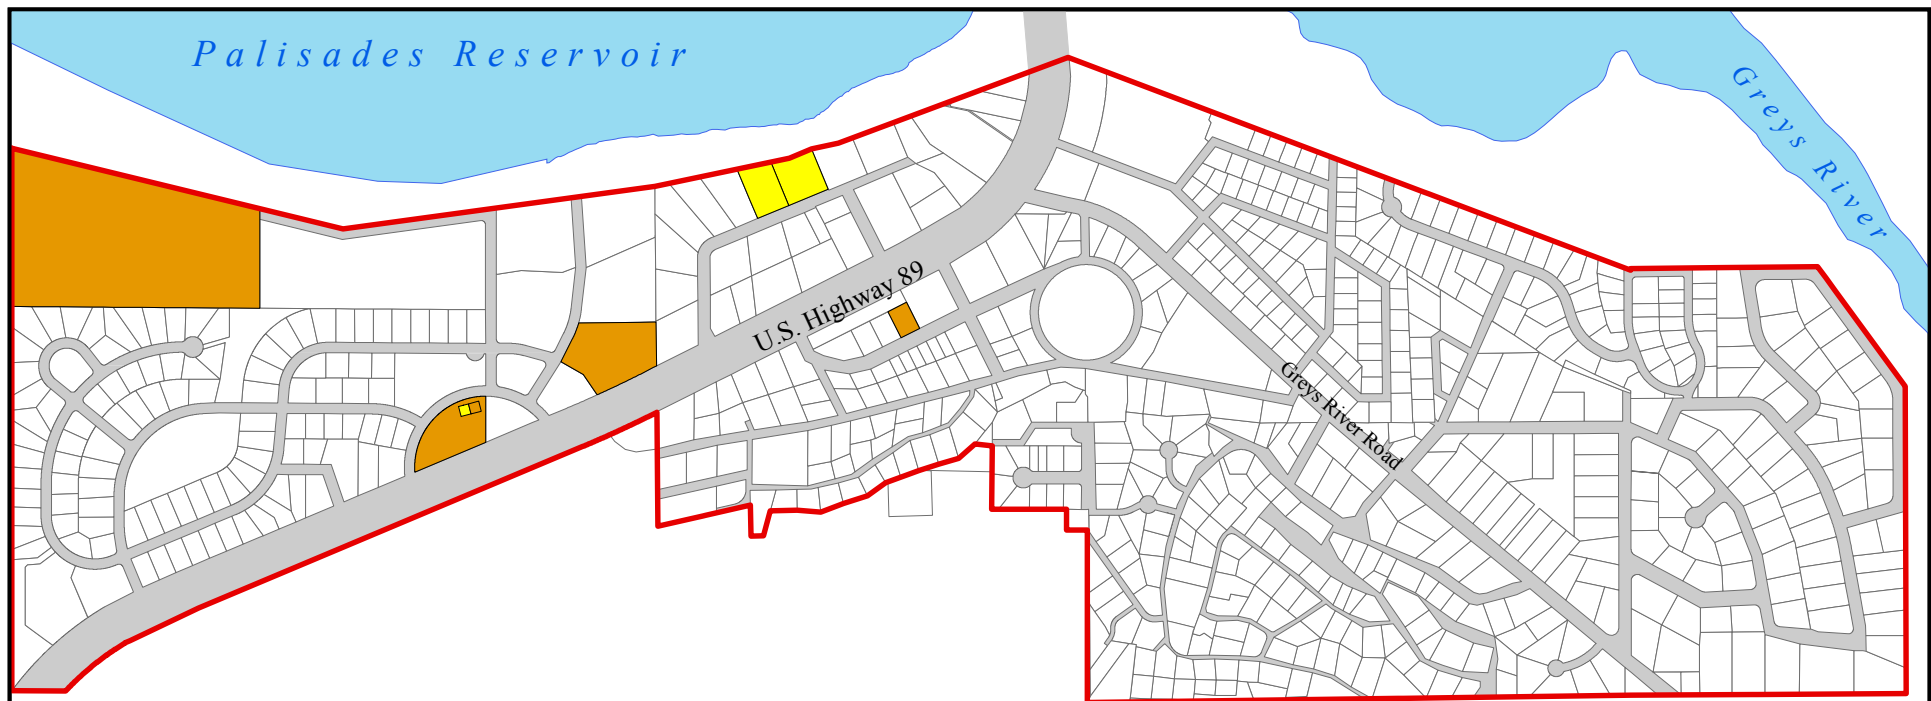 Palisades Reservoir
Greys River
U.S. Highway 89
Greys River Road